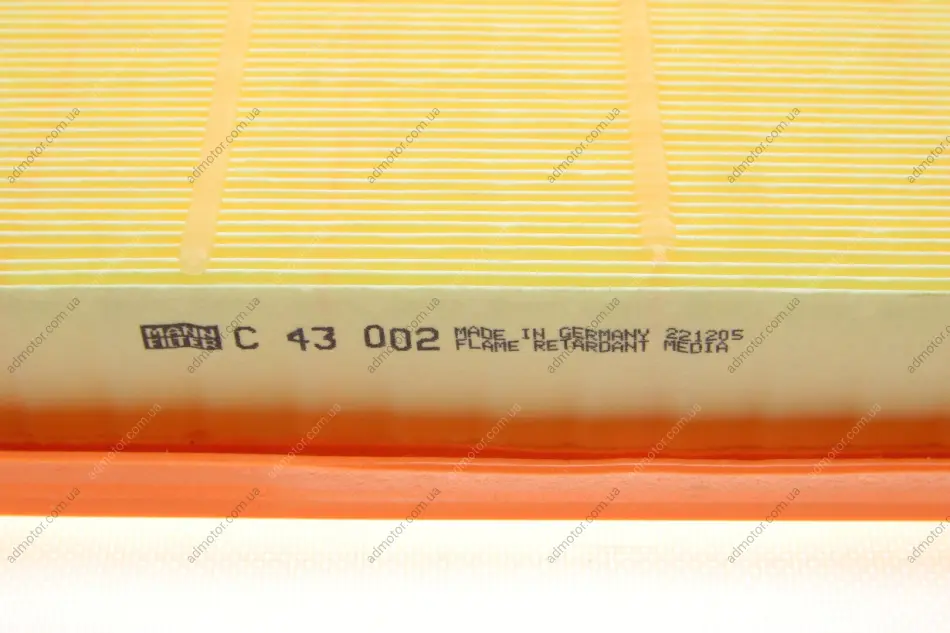 MANN FILTER C 43 002 MADE IN GERMANY 221205
FLAME RETARDANT MEDIA
admotor.com.ua